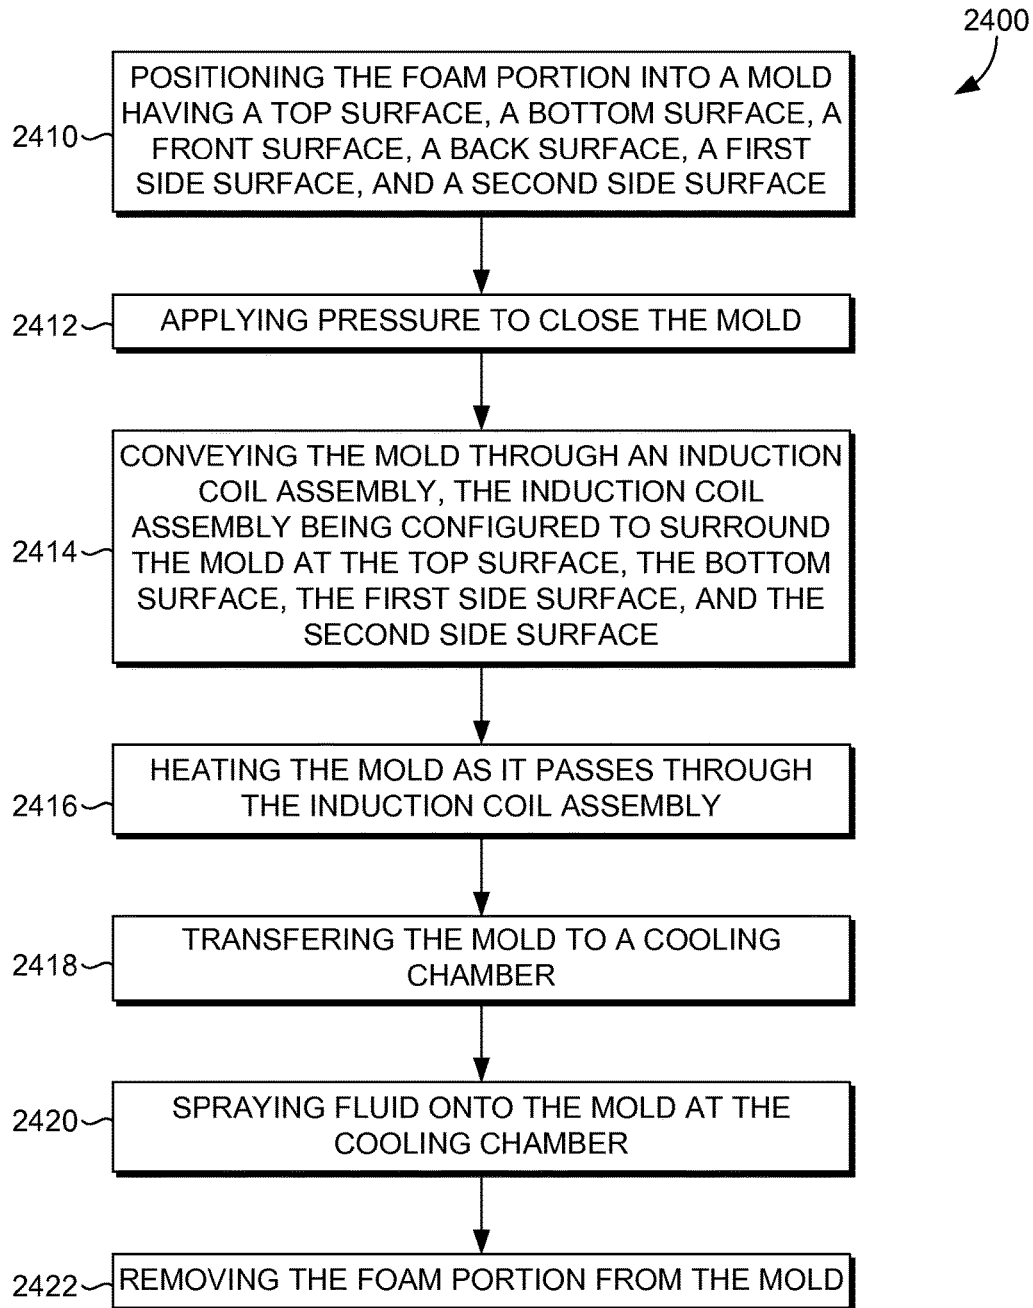 2400
2410
POSITIONING THE FOAM PORTION INTO A MOLD
HAVING A TOP SURFACE, A BOTTOM SURFACE, A
FRONT SURFACE, A BACK SURFACE, A FIRST
SIDE SURFACE, AND A SECOND SIDE SURFACE
2412
APPLYING PRESSURE TO CLOSE THE MOLD
2414
CONVEYING THE MOLD THROUGH AN INDUCTION
COIL ASSEMBLY, THE INDUCTION COIL
ASSEMBLY BEING CONFIGURED TO SURROUND
THE MOLD AT THE TOP SURFACE, THE BOTTOM
SURFACE, THE FIRST SIDE SURFACE, AND THE
SECOND SIDE SURFACE
2416
HEATING THE MOLD AS IT PASSES THROUGH
THE INDUCTION COIL ASSEMBLY
2418
TRANSFERING THE MOLD TO A COOLING
CHAMBER
2420
SPRAYING FLUID ONTO THE MOLD AT THE
COOLING CHAMBER
2422
REMOVING THE FOAM PORTION FROM THE MOLD